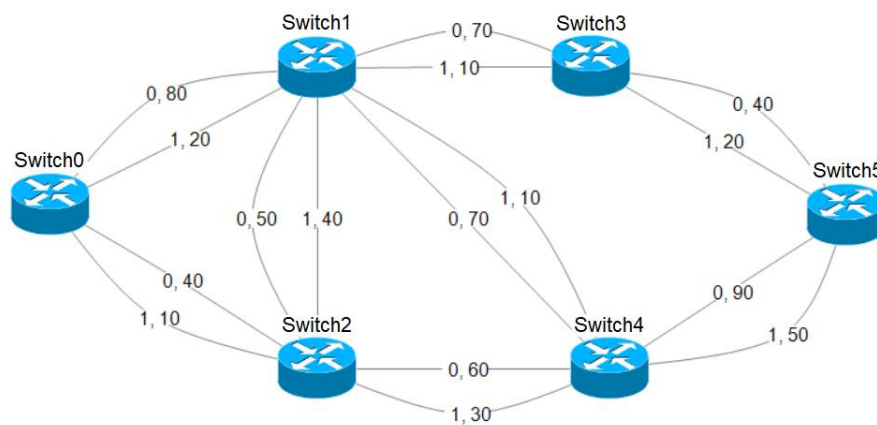 Switch1
Switch3
0, 70
1, 10
0, 80
0, 40
1, 20
1, 20
Switch0
Switch5
1, 10
0, 50
1, 40
0, 70
0, 40
0, 90
1, 10
Switch2
Switch4
1, 50
0, 60
1, 30